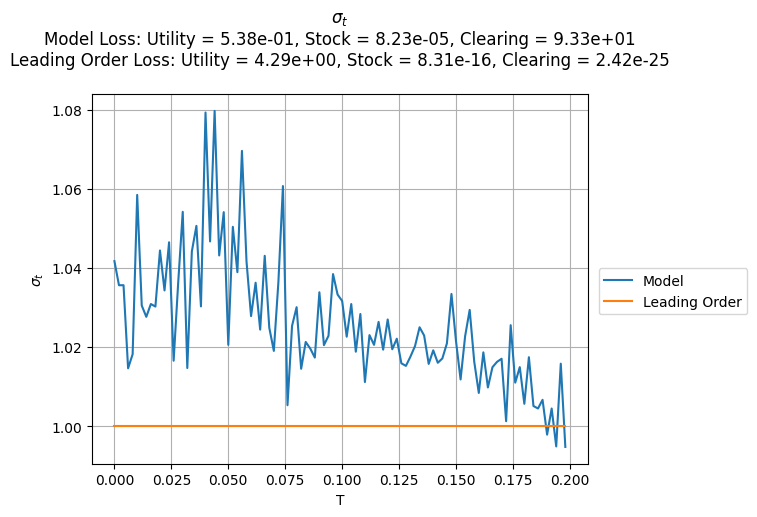 σt
Model Loss: Utility = 5.38e-01, Stock = 8.23e-05, Clearing = 9.33e+01
Leading Order Loss: Utility = 4.29e+00, Stock = 8.31e-16, Clearing = 2.42e-25
1.08
1.06
1.04
1.02
1.00
σt
0.000 0.025 0.050 0.075 0.100 0.125 0.150 0.175 0.200
T
Model
Leading Order